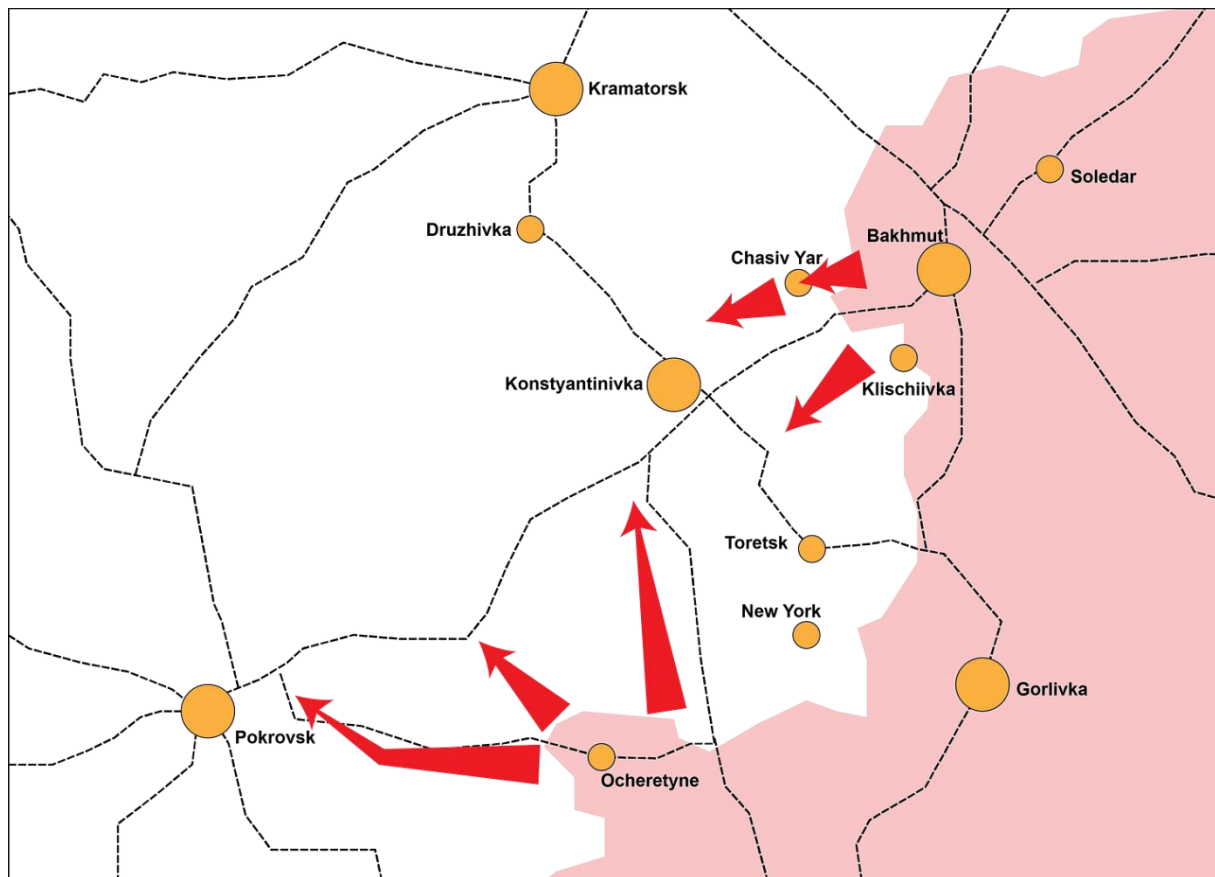 Kramatorsk
Soledar
Druzhivka
Bakhmut
Chasiv Yar
Konstyantinivka
Klischiivka
Toretsk
New York
Gorlivka
Pokrovsk
Ocheretyne